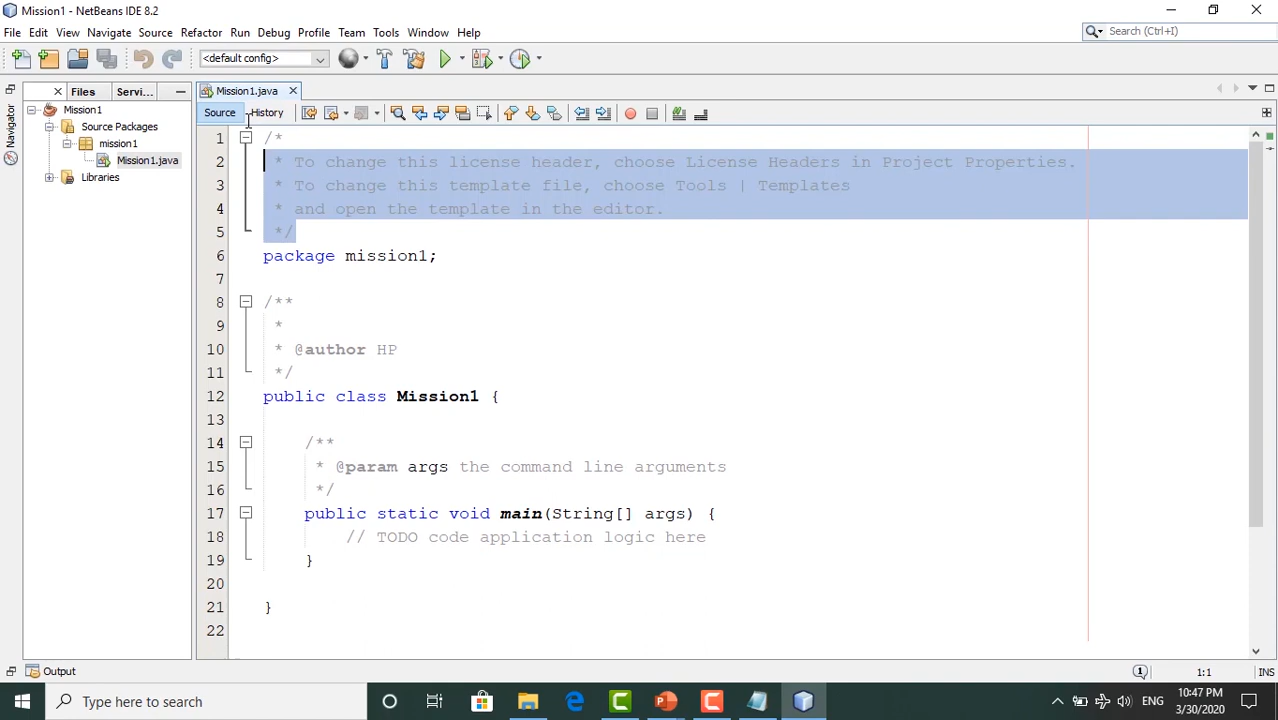 Mission1 - NetBeans IDE 8.2
File Edit View Navigate Source Refactor Run Debug Profile Team Tools Window Help
Search (Ctrl+I)
<default config>
Files
Servi...
Navigator
Mission1
Source Packages
mission1
Mission1.java
Libraries
Mission1.java
Source History
1 /*
2 * To change this license header, choose License Headers in Project Properties.
3 * To change this template file, choose Tools | Templates
4 * and open the template in the editor.
5 */
6 package mission1;
7
8 /**
9 *
10 * @author HP
11 */
12 public class Mission1 {
13
14 /**
15 * @param args the command line arguments
16 */
17 public static void main(String[] args) {
18 // TODO code application logic here
19 }
20
21 }
22
Output
1
1:1
INS
Type here to search
ENG
10:47 PM
3/30/2020